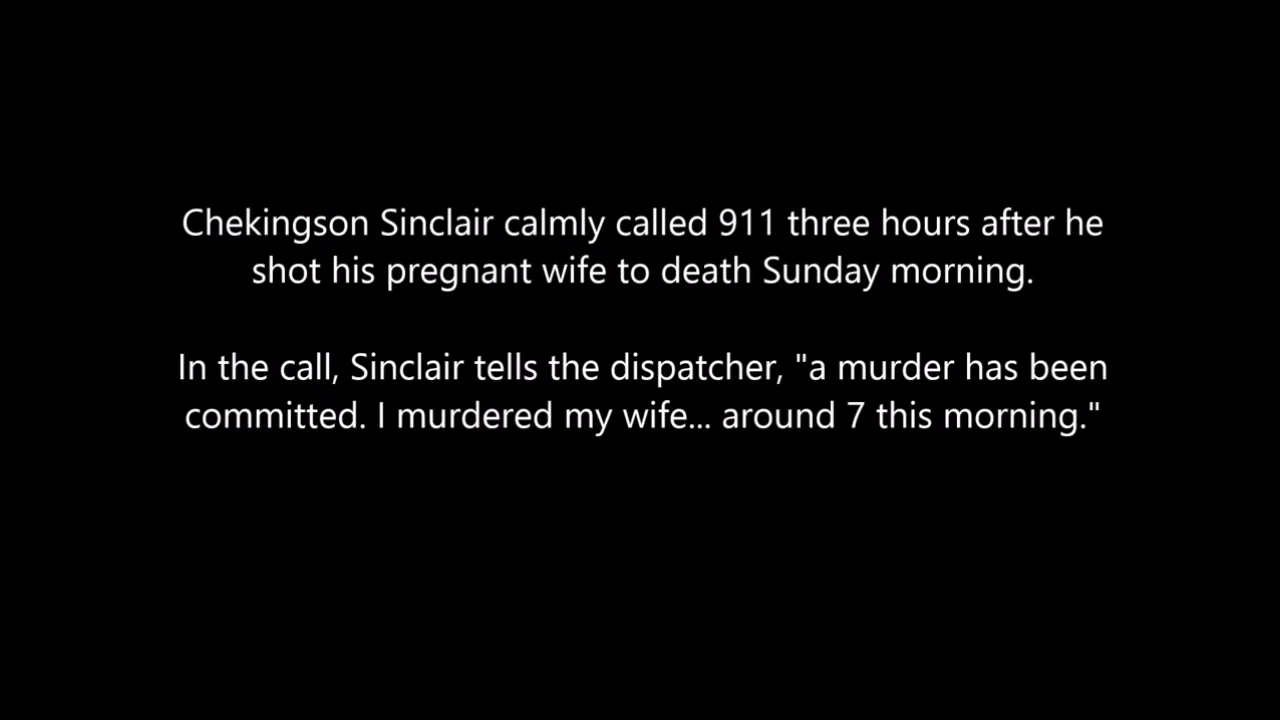 Chekingson Sinclair calmly called 911 three hours after he
shot his pregnant wife to death Sunday morning.
In the call, Sinclair tells the dispatcher, "a murder has been
committed. I murdered my wife... around 7 this morning."